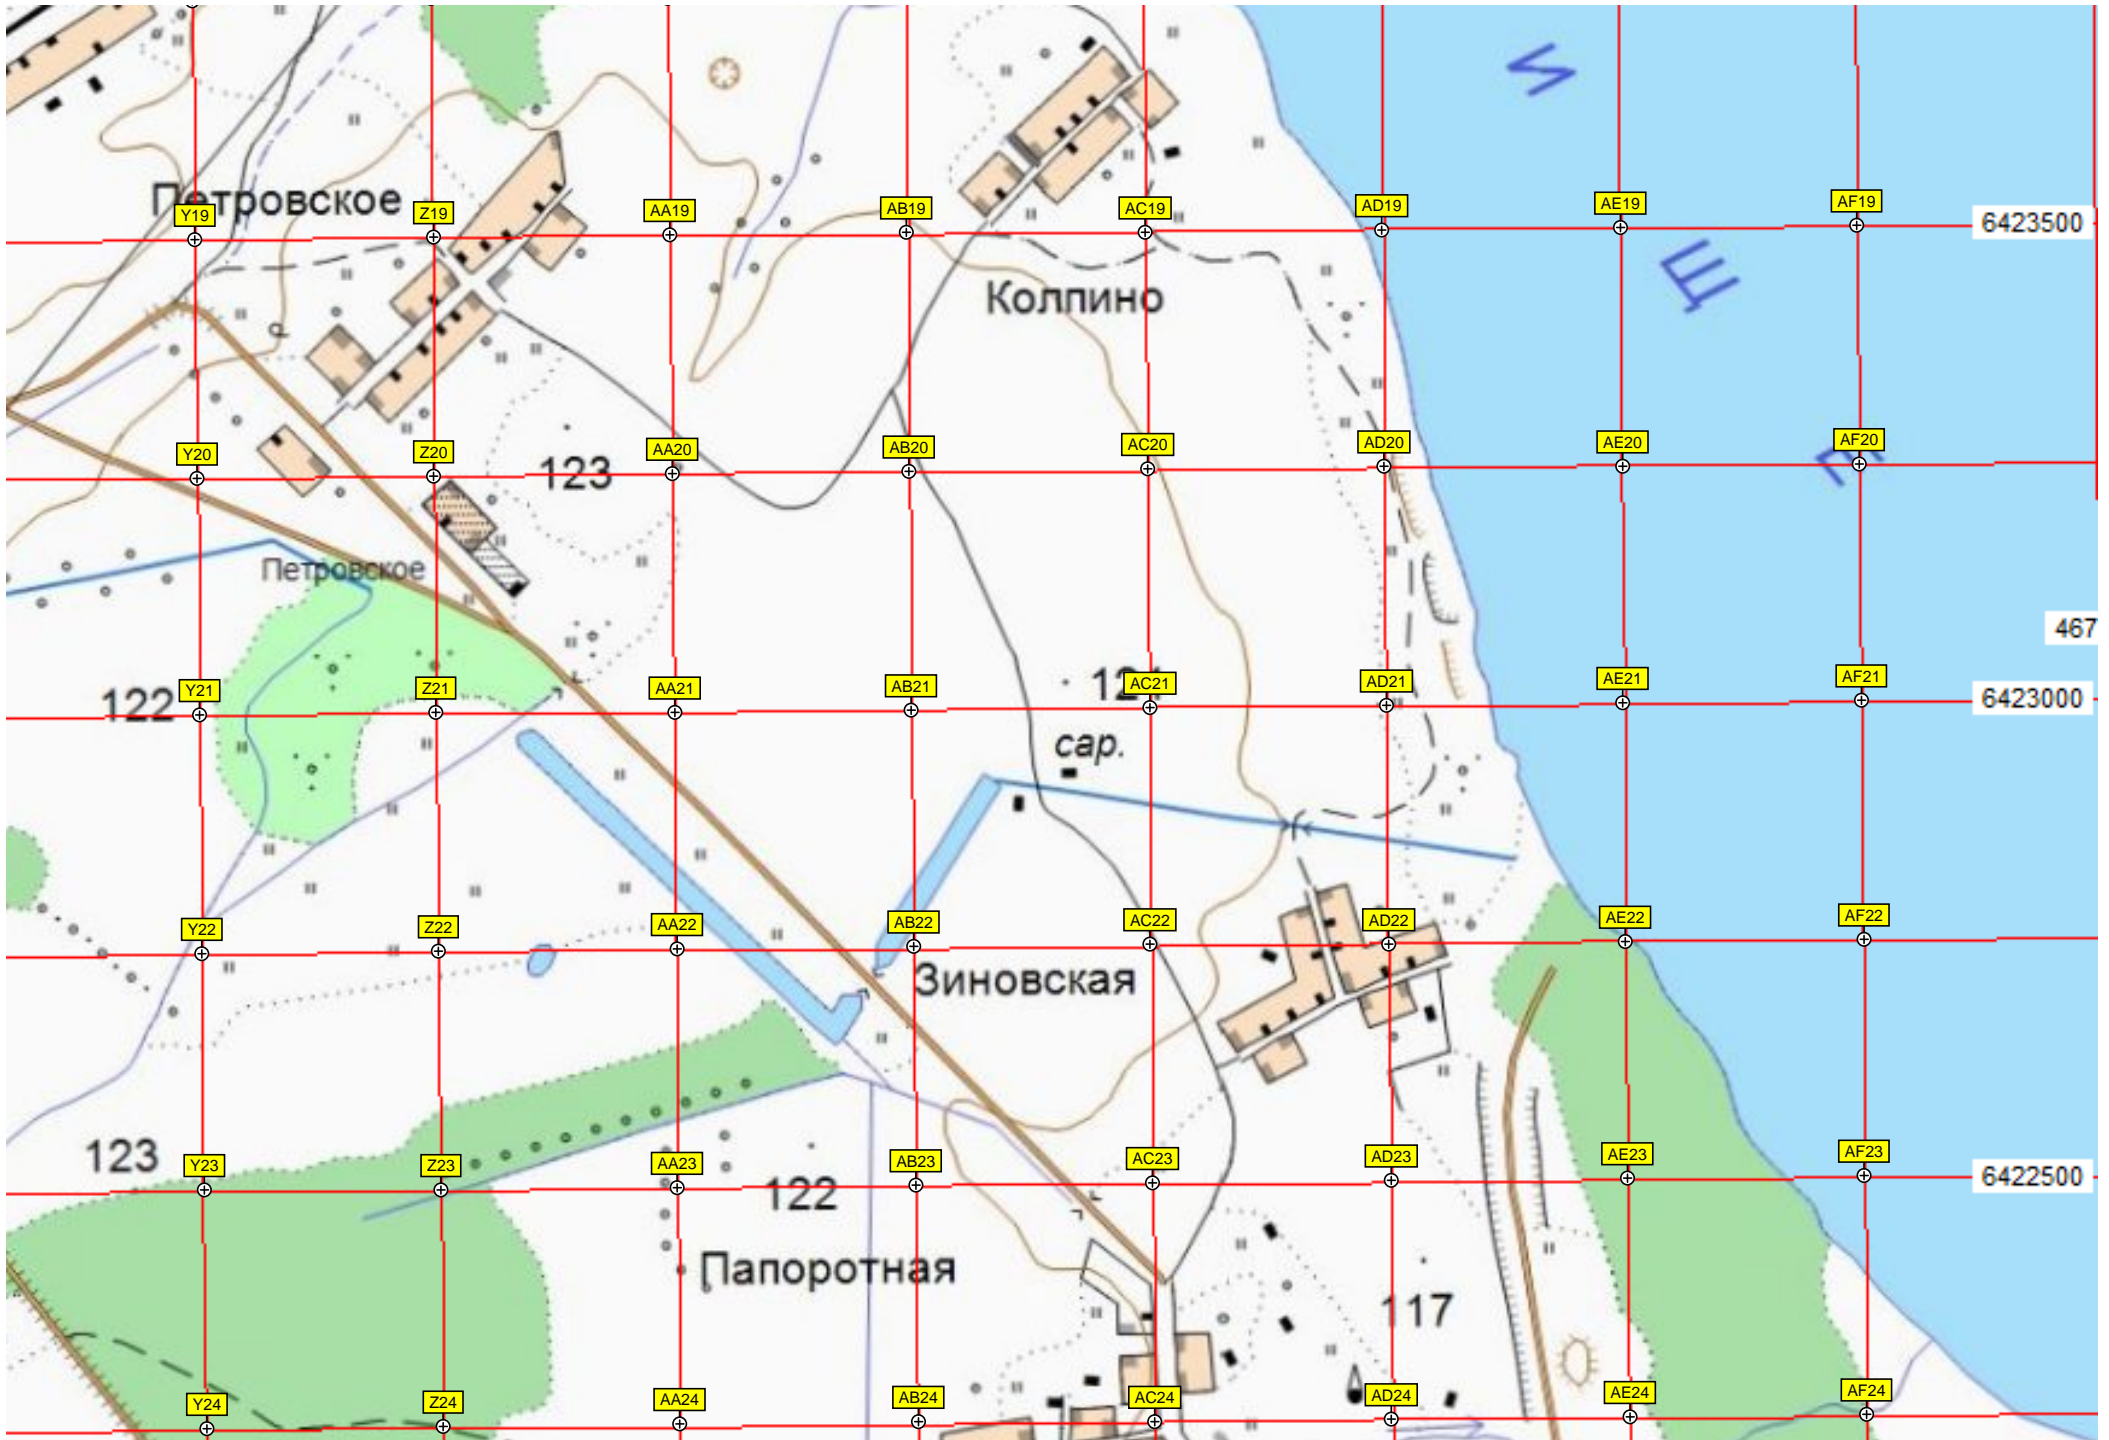 И
Петровское
Y19 Z19 AA19 AB19 AC19 AD19 AE19 AF19 6423500
Щ
Колпино
Y20 Z20 AA20 AB20 AC20 AD20 AE20 AF20
123
Е
Петровское
467
122
Y21 Z21 AA21 AB21 AC21 AD21 AE21 AF21 6423000
сар.
Y22 Z22 AA22 AB22 AC22 AD22 AE22 AF22
Зиновская
123
Y23 Z23 AA23 AB23 AC23 AD23 AE23 AF23 6422500
122
Папоротная
117
Y24 Z24 AA24 AB24 AC24 AD24 AE24 AF24